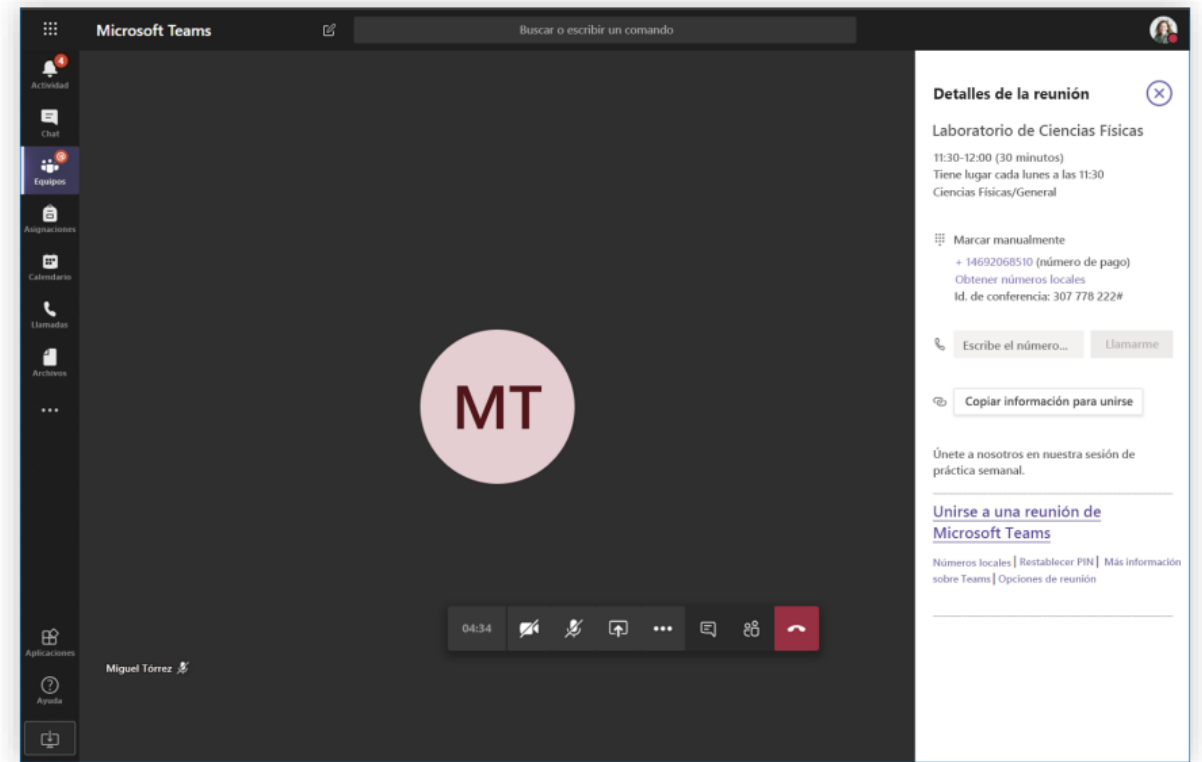 Microsoft Teams
Buscar o escribir un comando
4
Actividad
Chat
@
Equipos
Asignaciones
Calendario
Llamadas
Archivos
Aplicaciones
Ayuda
MT
04:34
Miguel Tórrez
Detalles de la reunión
Laboratorio de Ciencias Físicas
11:30-12:00 (30 minutos)
Tiene lugar cada lunes a las 11:30
Ciencias Físicas/General
Marcar manualmente
+ 14692068510 (número de pago)
Obtener números locales
Id. de conferencia: 307 778 222#
Escribe el número... Llamarme
Copiar información para unirse
Únete a nosotros en nuestra sesión de
práctica semanal.
Unirse a una reunión de
Microsoft Teams
Números locales | Restablecer PIN | Más información
sobre Teams | Opciones de reunión